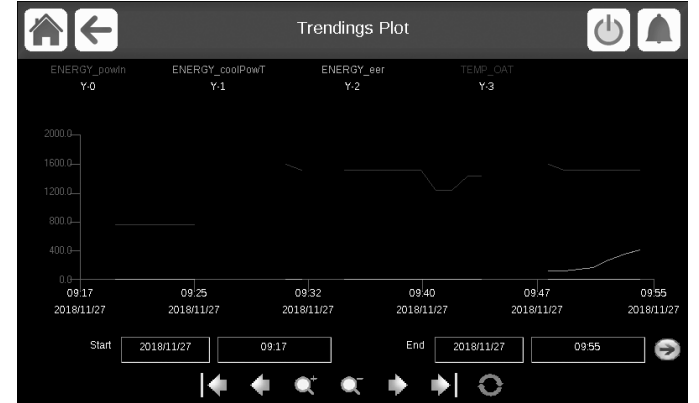 Trendings Plot
ENERGY_powIn ENERGY_coolPowT ENERGY_eer TEMP_OAT
Y-0 Y-1 Y-2 Y-3
2000.0
1600.0
1200.0
800.0
400.0
0.0
09:17 09:25 09:32 09:40 09:47 09:55
2018/11/27 2018/11/27 2018/11/27 2018/11/27 2018/11/27 2018/11/27
Start 2018/11/27 09:17 End 2018/11/27 09:55